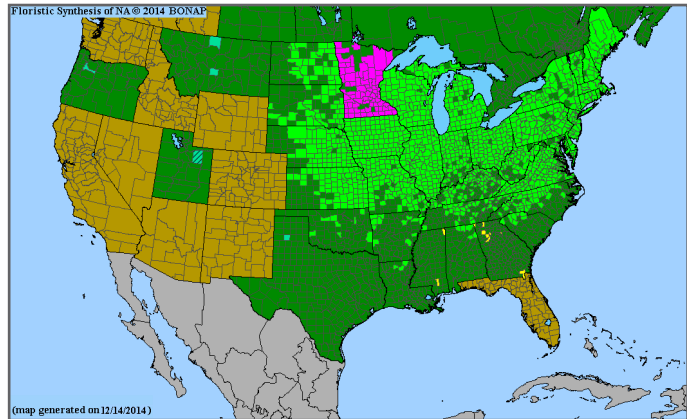 Floristic Synthesis of NA © 2014 BONAP
(map generated on 12/14/2014)